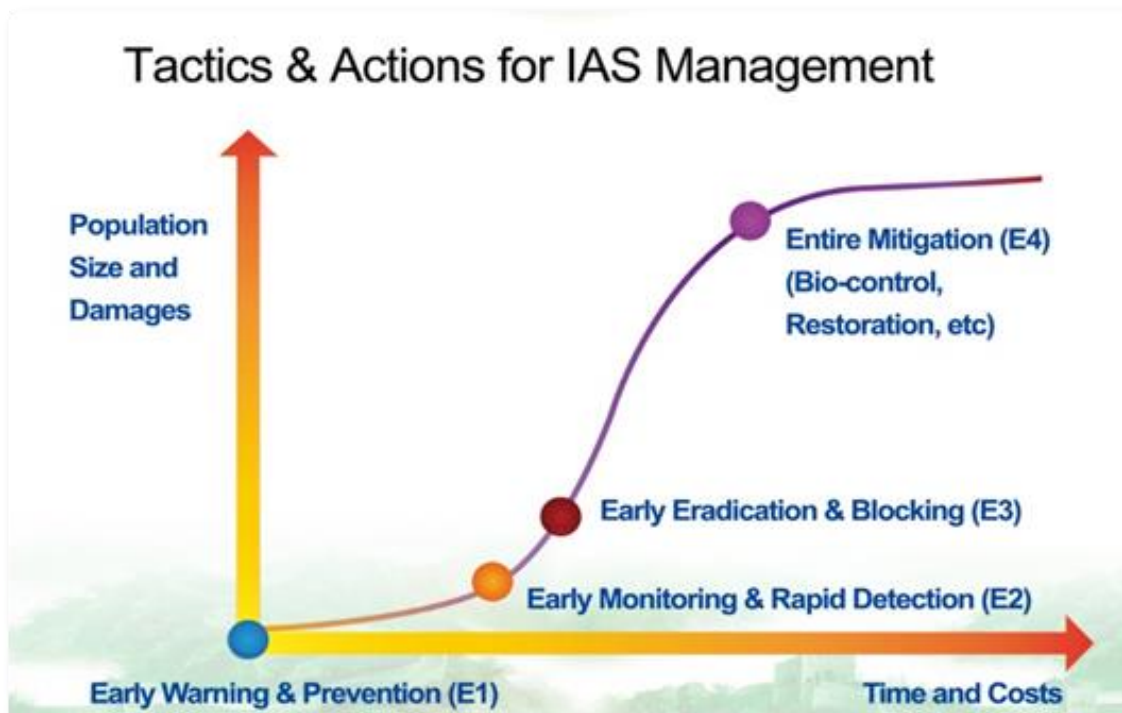 Tactics & Actions for IAS Management
Population
Size and
Damages
Entire Mitigation (E4)
(Bio-control,
Restoration, etc)
Early Eradication & Blocking (E3)
Early Monitoring & Rapid Detection (E2)
Early Warning & Prevention (E1)
Time and Costs